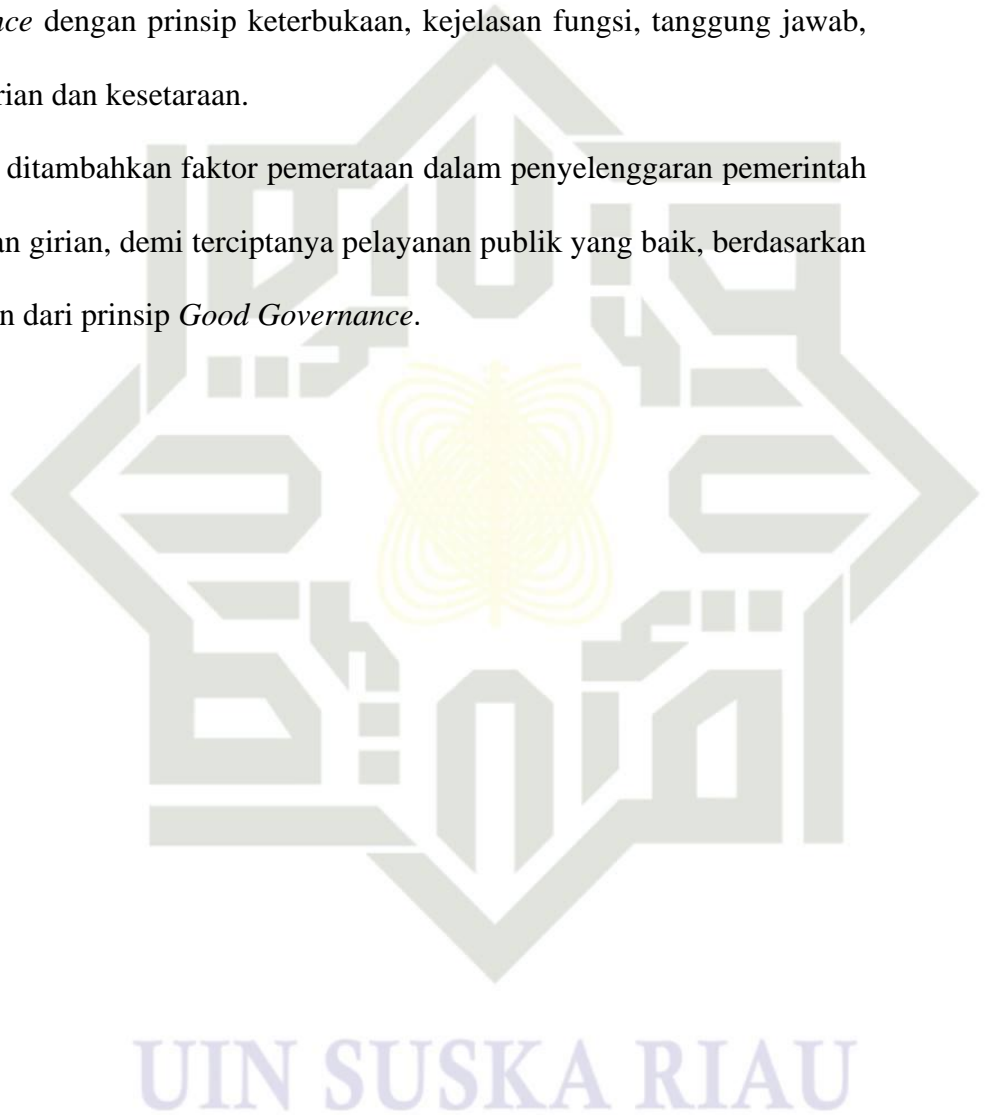 nce dengan prinsip keterbukaan, kejelasan fungsi, tanggung jawab,
rian dan kesetaraan.
ditambahkan faktor pemerataan dalam penyelenggaran pemerintah
an girian, demi terciptanya pelayanan publik yang baik, berdasarkan
n dari prinsip Good Governance.
UIN SUSKA RIAU